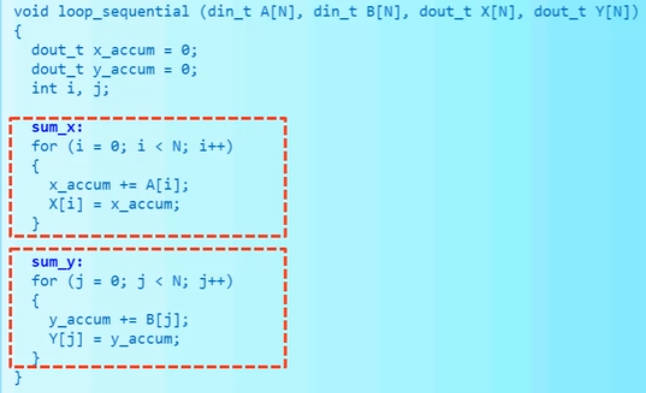 void loop_sequential (din_t A[N], din_t B[N], dout_t X[N], dout_t Y[N])
{
  dout_t x_accum = 0;
  dout_t y_accum = 0;
  int i, j;
  sum_x:
  for (i = 0; i < N; i++)
  {
    x_accum += A[i];
    X[i] = x_accum;
  }
  sum_y:
  for (j = 0; j < N; j++)
  {
    y_accum += B[j];
    Y[j] = y_accum;
  }
}